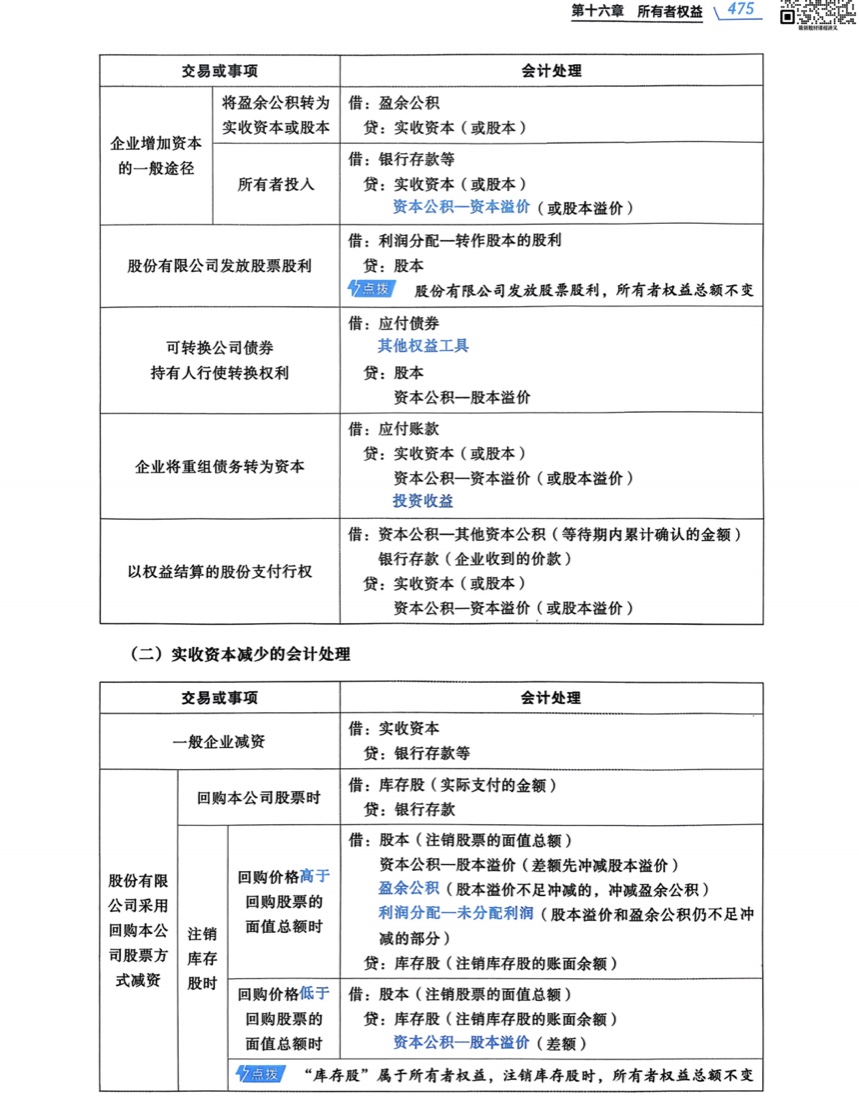 第十六章 所有者权益 475
交易或事项 会计处理
企业增加资本的一般途径
将盈余公积转为
实收资本或股本
借：盈余公积
贷：实收资本（或股本）
所有者投入
借：银行存款等
贷：实收资本（或股本）
资本公积—资本溢价（或股本溢价）
股份有限公司发放股票股利
借：利润分配—转作股本的股利
贷：股本
点拨 股份有限公司发放股票股利，所有者权益总额不变
可转换公司债券
持有人行使转换权利
借：应付债券
其他权益工具
贷：股本
资本公积—股本溢价
企业将重组债务转为资本
借：应付账款
贷：实收资本（或股本）
资本公积—资本溢价（或股本溢价）
投资收益
以权益结算的股份支付行权
借：资本公积—其他资本公积（等待期内累计确认的金额）
银行存款（企业收到的价款）
贷：实收资本（或股本）
资本公积—资本溢价（或股本溢价）
（二）实收资本减少的会计处理
交易或事项 会计处理
一般企业减资
借：实收资本
贷：银行存款等
股份有限
公司采用
回购本公
司股票方
式减资
回购本公司股票时
借：库存股（实际支付的金额）
贷：银行存款
注销
库存
股时
回购价格高于
回购股票的
面值总额时
借：股本（注销股票的面值总额）
资本公积—股本溢价（差额先冲减股本溢价）
盈余公积（股本溢价不足冲减的，冲减盈余公积）
利润分配—未分配利润（股本溢价和盈余公积仍不足冲
减的部分）
贷：库存股（注销库存股的账面余额）
回购价格低于
回购股票的
面值总额时
借：股本（注销股票的面值总额）
贷：库存股（注销库存股的账面余额）
资本公积—股本溢价（差额）
点拨 “库存股”属于所有者权益，注销库存股时，所有者权益总额不变